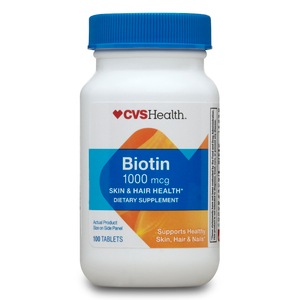 CVSHealth.
Biotin
1000 mcg
SKIN & HAIR HEALTH*
DIETARY SUPPLEMENT
Actual Product
Size on Side Panel
100 TABLETS
Supports Healthy
Skin, Hair & Nails*